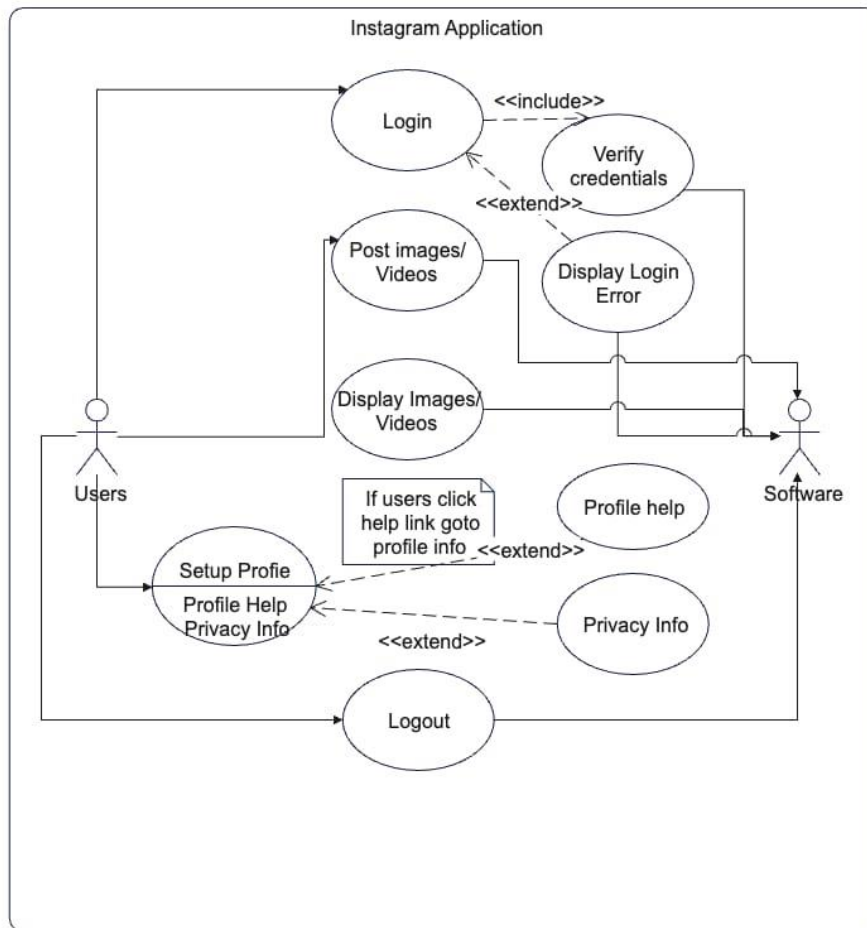 Instagram Application
<<include>>
Login
Verify
credentials
<<extend>>
Post images/
Videos
Display Login
Error
Display Images/
Videos
Users
Software
If users click
help link goto
profile info
Profile help
<<extend>>
Setup Profie
Profile Help
Privacy Info
Privacy Info
<<extend>>
Logout